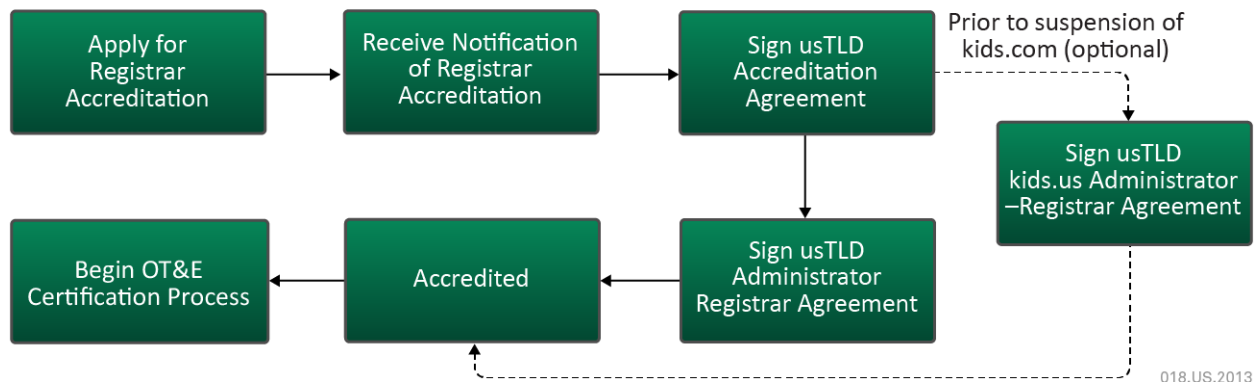 Apply for
Registrar
Accreditation
Receive Notification
of Registrar
Accreditation
Sign usTLD
Accreditation
Agreement
Prior to suspension of
kids.com (optional)
Sign usTLD
kids.us Administrator
–Registrar Agreement
Sign usTLD
Administrator
Registrar Agreement
Accredited
Begin OT&E
Certification Process
018.US.2013